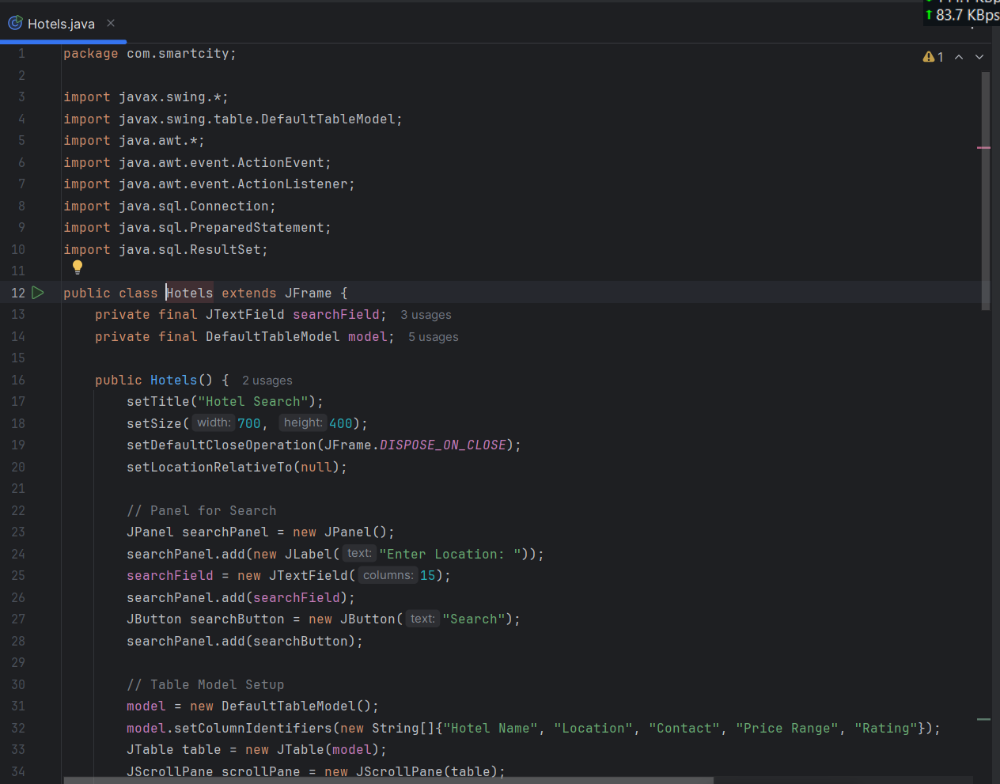 Hotels.java
83.7 KBps
1
1 package com.smartcity;
2
3 import javax.swing.*;
4 import javax.swing.table.DefaultTableModel;
5 import java.awt.*;
6 import java.awt.event.ActionEvent;
7 import java.awt.event.ActionListener;
8 import java.sql.Connection;
9 import java.sql.PreparedStatement;
10 import java.sql.ResultSet;
11
12 public class Hotels extends JFrame {
13 private final JTextField searchField; 3 usages
14 private final DefaultTableModel model; 5 usages
15
16 public Hotels() { 2 usages
17 setTitle("Hotel Search");
18 setSize( width: 700, height: 400);
19 setDefaultCloseOperation(JFrame.DISPOSE_ON_CLOSE);
20 setLocationRelativeTo(null);
21
22 // Panel for Search
23 JPanel searchPanel = new JPanel();
24 searchPanel.add(new JLabel( text: "Enter Location: "));
25 searchField = new JTextField( columns: 15);
26 searchPanel.add(searchField);
27 JButton searchButton = new JButton( text: "Search");
28 searchPanel.add(searchButton);
29
30 // Table Model Setup
31 model = new DefaultTableModel();
32 model.setColumnIdentifiers(new String[]{"Hotel Name", "Location", "Contact", "Price Range", "Rating"});
33 JTable table = new JTable(model);
34 JScrollPane scrollPane = new JScrollPane(table);